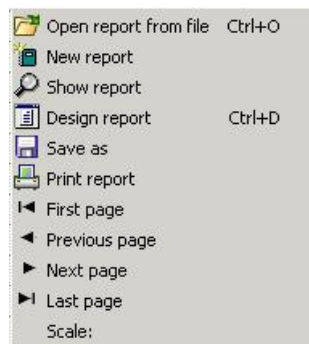 Open report from file Ctrl+O
New report
Show report
Design report Ctrl+D
Save as
Print report
First page
Previous page
Next page
Last page
Scale: